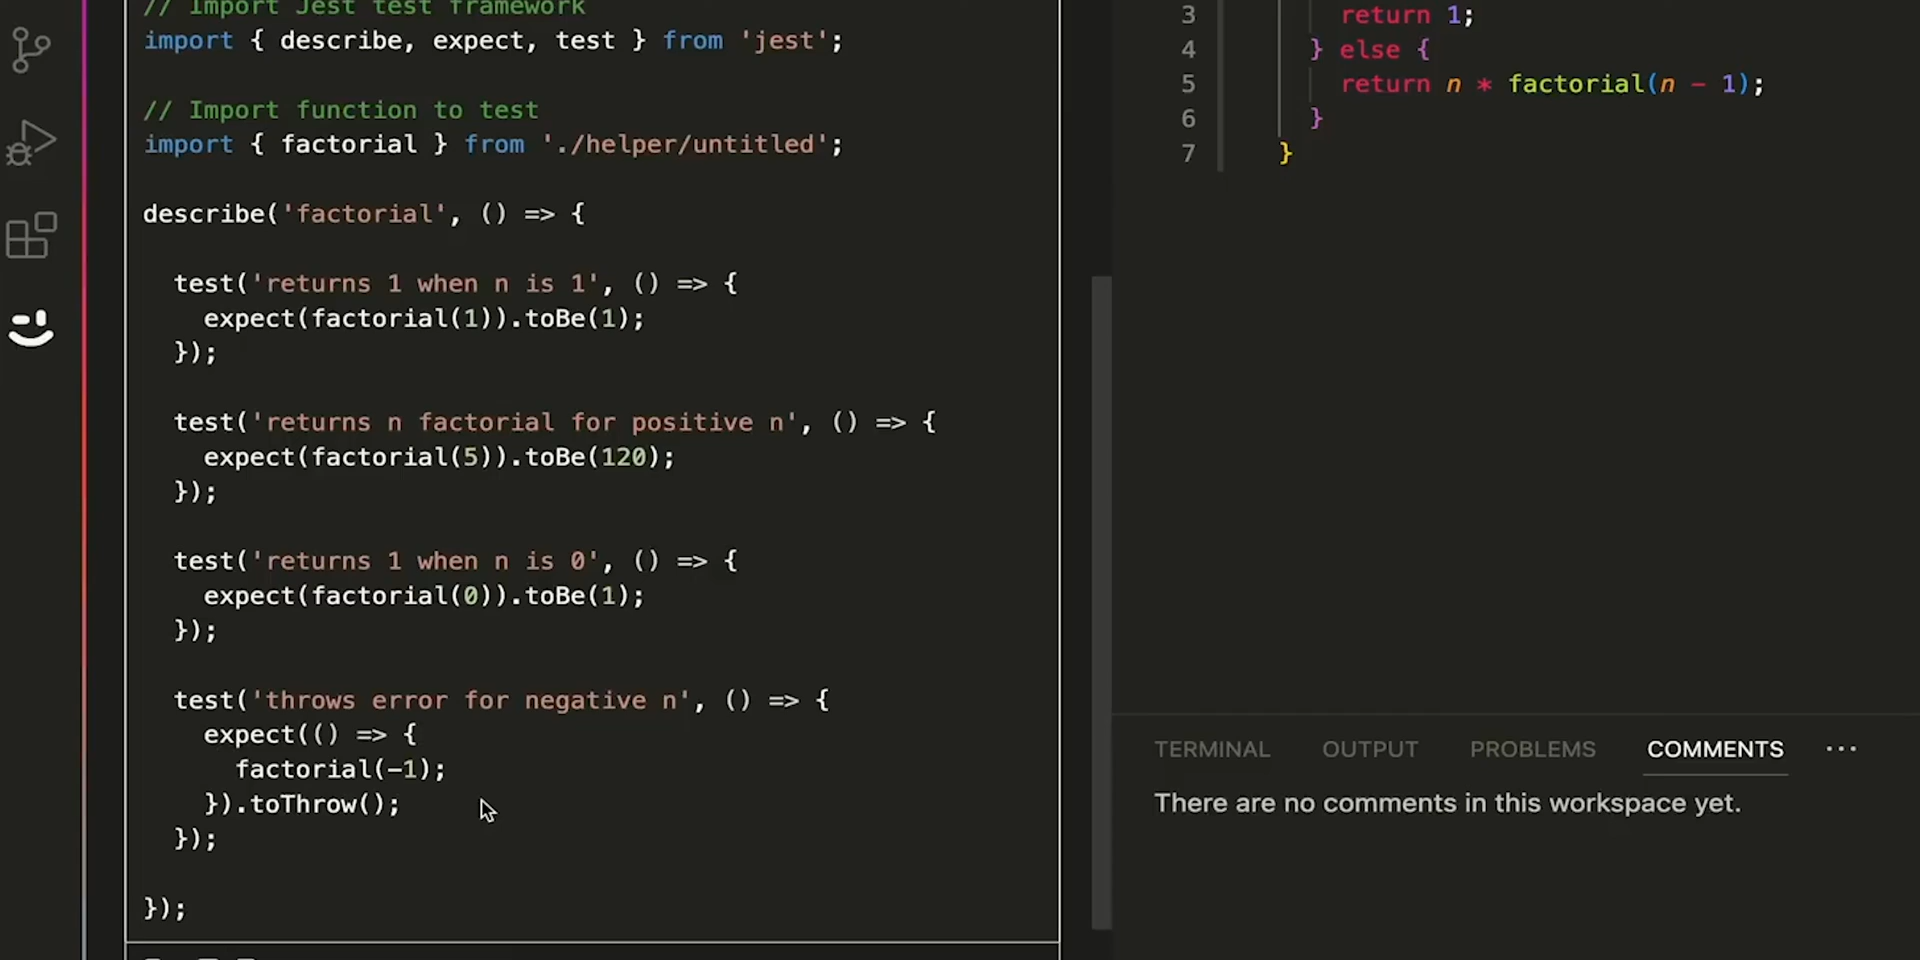 // Import Jest test framework
import { describe, expect, test } from 'jest';
// Import function to test
import { factorial } from './helper/untitled';
describe('factorial', () => {
test('returns 1 when n is 1', () => {
expect(factorial(1)).toBe(1);
});
test('returns n factorial for positive n', () => {
expect(factorial(5)).toBe(120);
});
test('returns 1 when n is 0', () => {
expect(factorial(0)).toBe(1);
});
test('throws error for negative n', () => {
expect(() => {
factorial(-1);
}).toThrow();
});
});
3 return 1;
4 } else {
5 return n * factorial(n - 1);
6 }
7 }
TERMINAL OUTPUT PROBLEMS COMMENTS ...
There are no comments in this workspace yet.